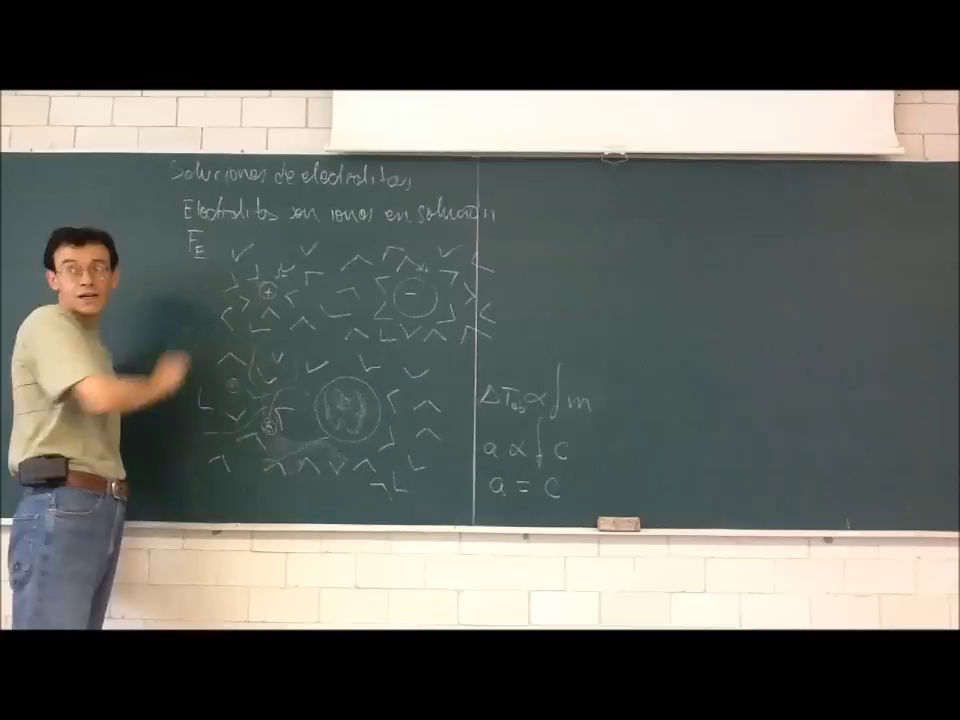 Soluciones de electrolitos
Electrolitos son iones en solución
F_E
+
-
ΔT_eb ∝ ∫ m
a ∝ ∫ c
a = c